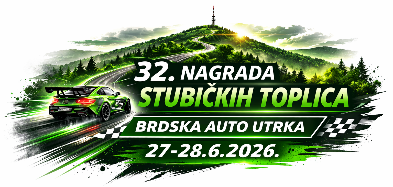 32. NAGRADA
STUBIČKIH TOPLICA
BRDSKA AUTO UTRKA
27-28.6.2026.